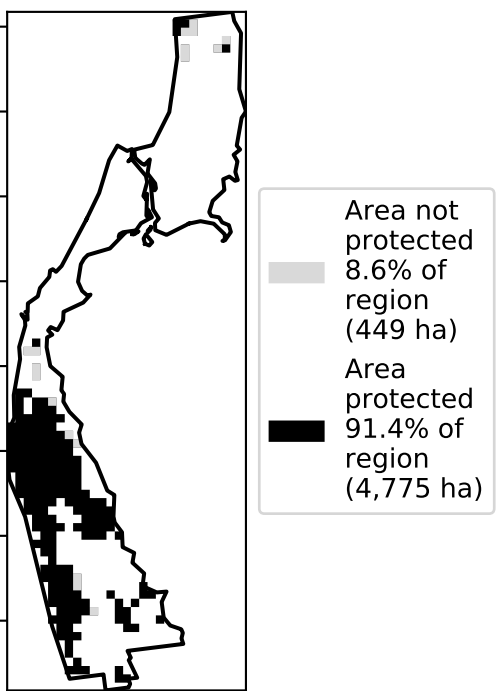 Area not
protected
8.6% of
region
(449 ha)
Area
protected
91.4% of
region
(4,775 ha)